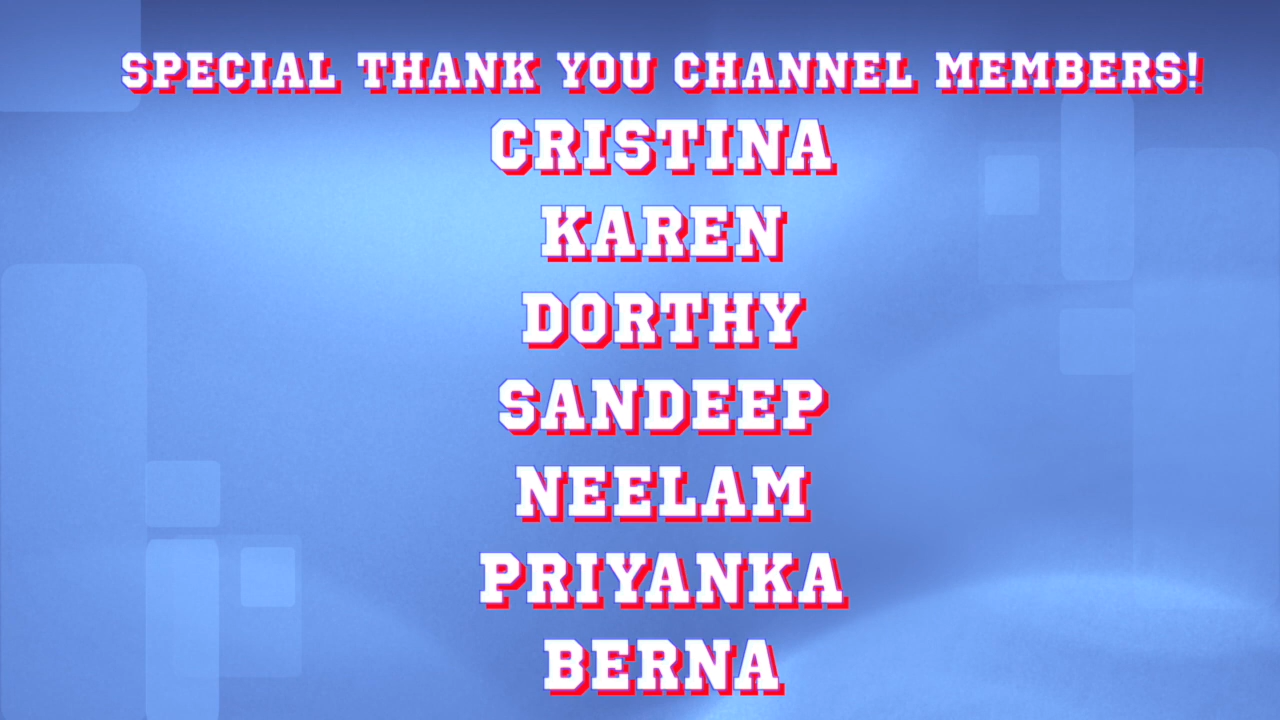 SPECIAL THANK YOU CHANNEL MEMBERS!
CRISTINA
KAREN
DORTHY
SANDEEP
NEELAM
PRIYANKA
BERNA